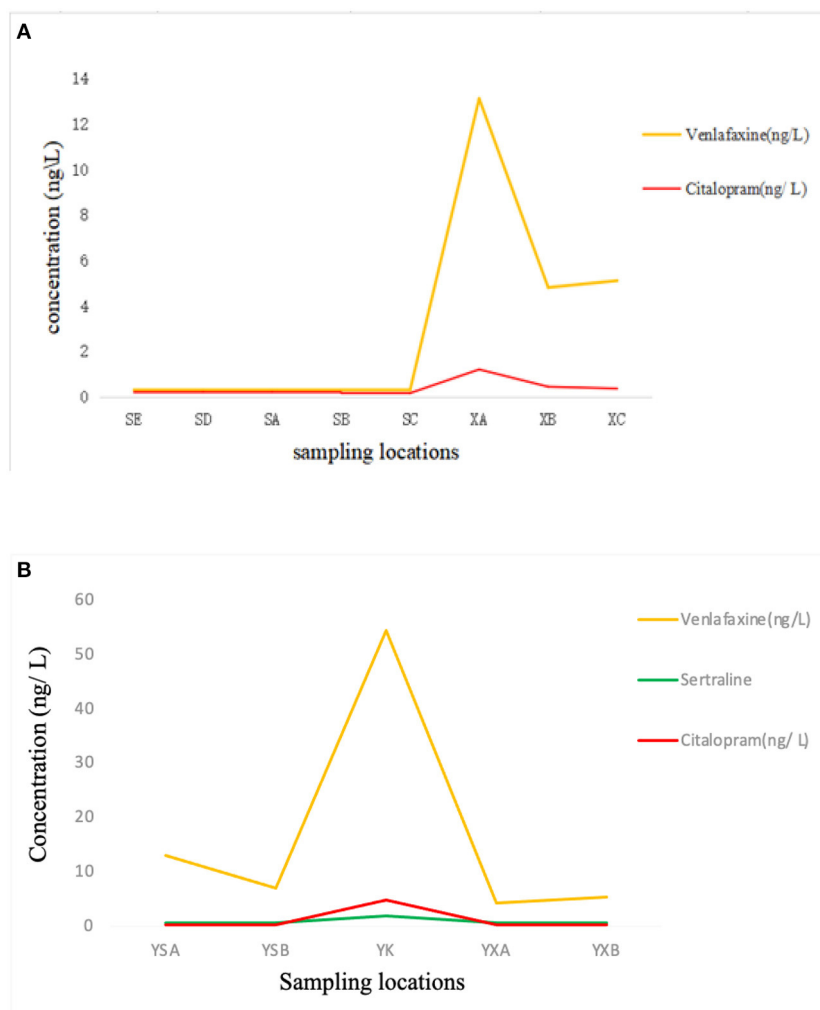 A
14
12
10
8
6
4
2
0
concentration (ng\L)
SE SD SA SB SC XA XB XC
sampling locations
Venlafaxine(ng/L)
Citalopram(ng/ L)
B
60
50
40
30
20
10
0
Concentration (ng/ L)
YSA YSB YK YXA YXB
Sampling locations
Venlafaxine(ng/L)
Sertraline
Citalopram(ng/ L)